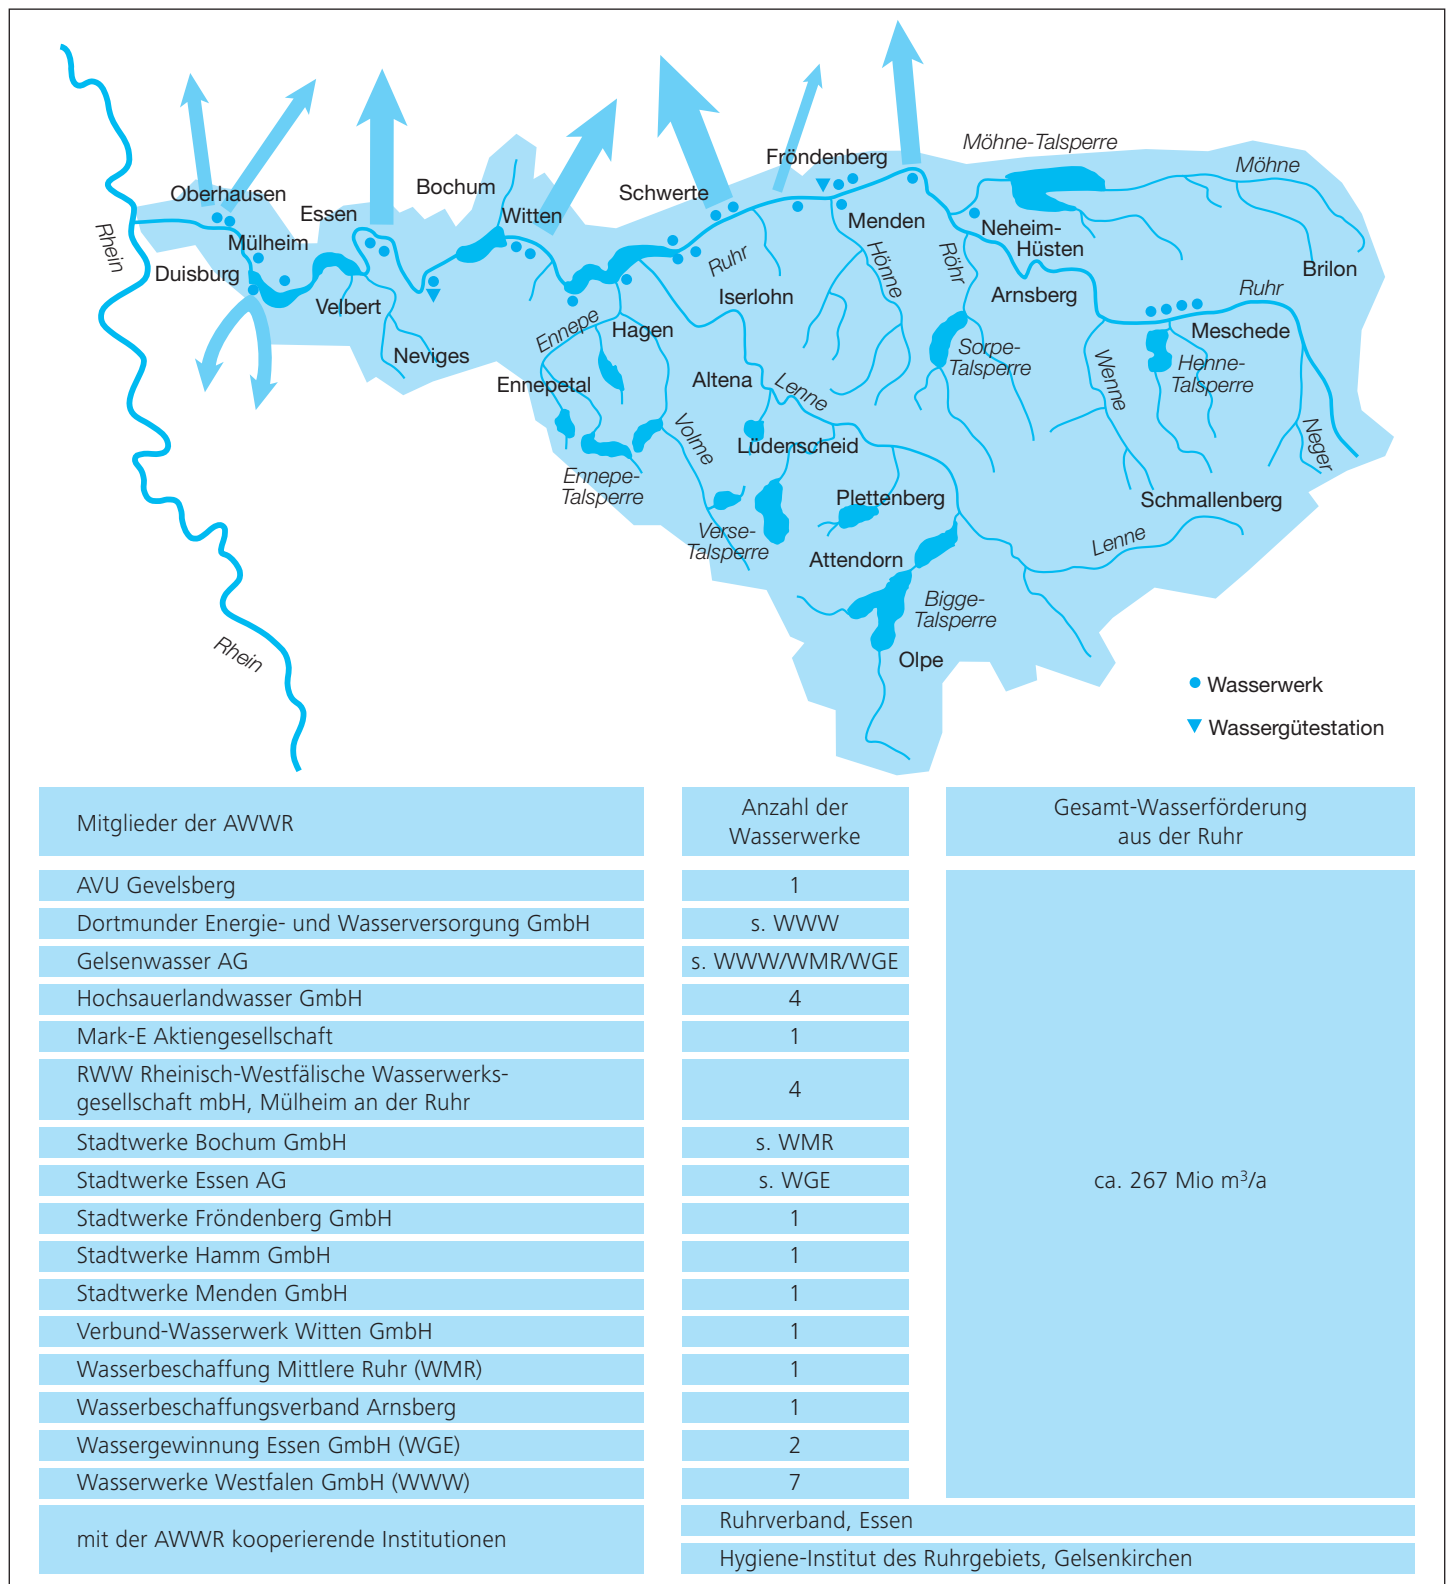 Möhne-Talsperre
Fröndenberg
Möhne
Oberhausen
Bochum
Schwerte
Essen
Witten
Menden
Neheim-
Hüsten
Rhein
Mülheim
Ruhr
Hönne
Röhr
Brilon
Duisburg
Velbert
Iserlohn
Arnsberg
Ruhr
Ennepe
Hagen
Meschede
Neviges
Sorpe-
Talsperre
Wenne
Henne-
Talsperre
Ennepetal
Altena
Lenne
Volme
Lüdenscheid
Neger
Ennepe-
Talsperre
Plettenberg
Schmallenberg
Verse-
Talsperre
Lenne
Attendorn
Bigge-
Talsperre
Rhein
Olpe
Wasserwerk
Wassergütestation
Mitglieder der AWWR
Anzahl der
Wasserwerke
Gesamt-Wasserförderung
aus der Ruhr
AVU Gevelsberg
1
Dortmunder Energie- und Wasserversorgung GmbH
s. WWW
Gelsenwasser AG
s. WWW/WMR/WGE
Hochsauerlandwasser GmbH
4
Mark-E Aktiengesellschaft
1
RWW Rheinisch-Westfälische Wasserwerks-
gesellschaft mbH, Mülheim an der Ruhr
4
Stadtwerke Bochum GmbH
s. WMR
Stadtwerke Essen AG
s. WGE
ca. 267 Mio m³/a
Stadtwerke Fröndenberg GmbH
1
Stadtwerke Hamm GmbH
1
Stadtwerke Menden GmbH
1
Verbund-Wasserwerk Witten GmbH
1
Wasserbeschaffung Mittlere Ruhr (WMR)
1
Wasserbeschaffungsverband Arnsberg
1
Wassergewinnung Essen GmbH (WGE)
2
Wasserwerke Westfalen GmbH (WWW)
7
mit der AWWR kooperierende Institutionen
Ruhrverband, Essen
Hygiene-Institut des Ruhrgebiets, Gelsenkirchen